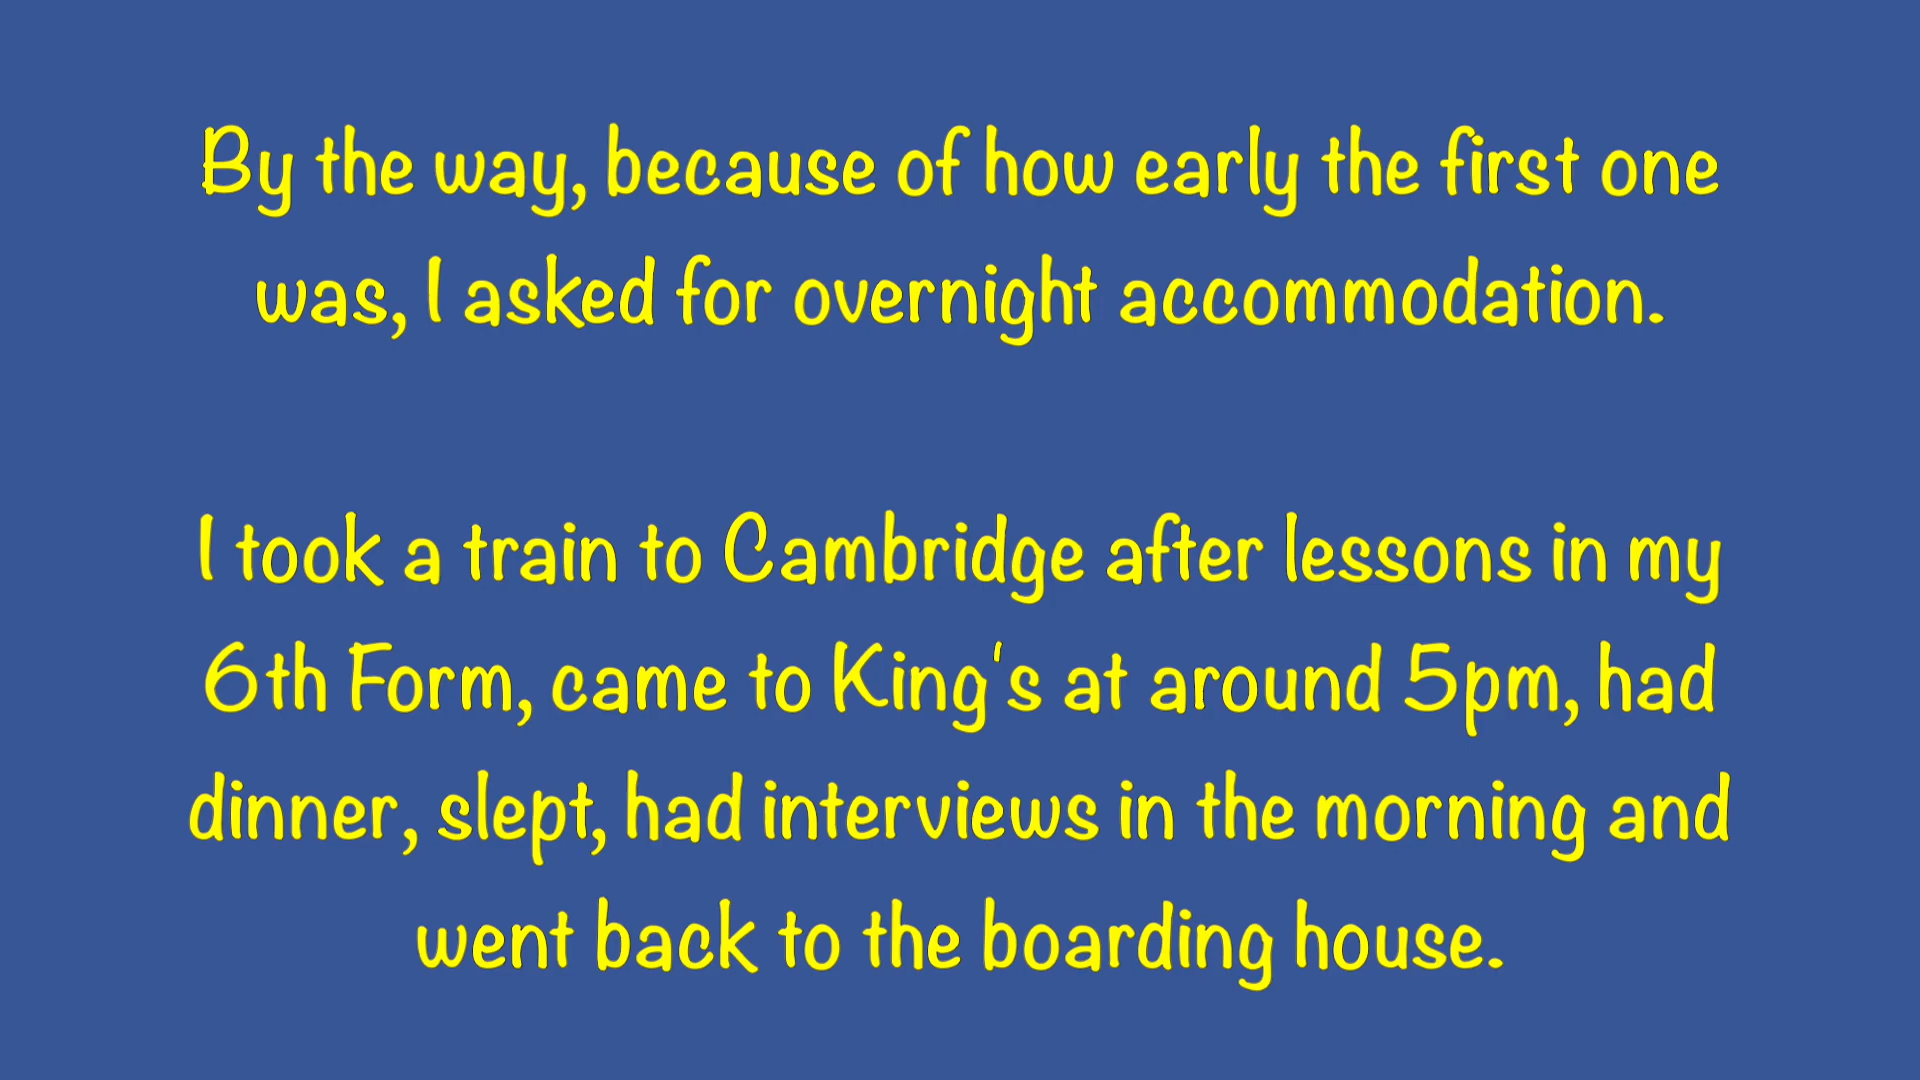 By the way, because of how early the first one
was, I asked for overnight accommodation.
I took a train to Cambridge after lessons in my
6th Form, came to King's at around 5pm, had
dinner, slept, had interviews in the morning and
went back to the boarding house.